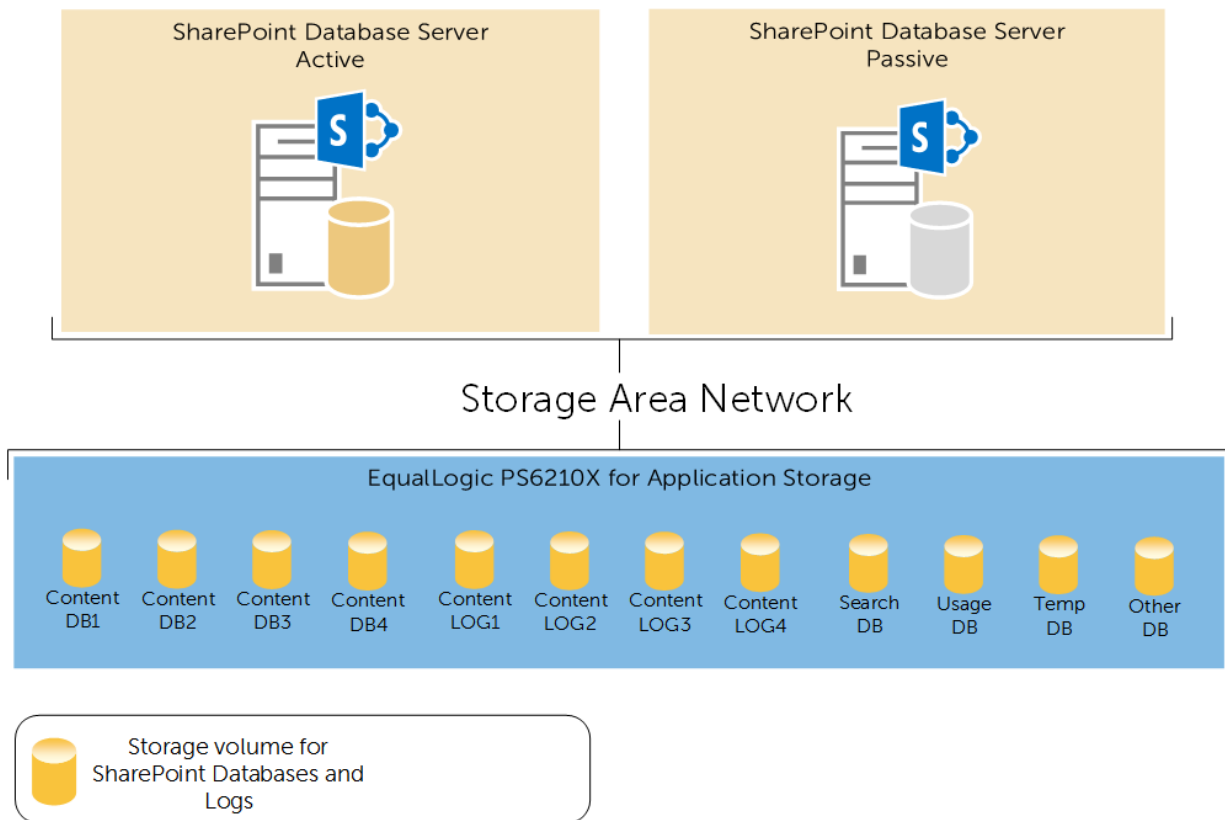 SharePoint Database Server
Active
SharePoint Database Server
Passive
S
S
Storage Area Network
EqualLogic PS6210X for Application Storage
Content
DB1
Content
DB2
Content
DB3
Content
DB4
Content
LOG1
Content
LOG2
Content
LOG3
Content
LOG4
Search
DB
Usage
DB
Temp
DB
Other
DB
Storage volume for
SharePoint Databases and
Logs